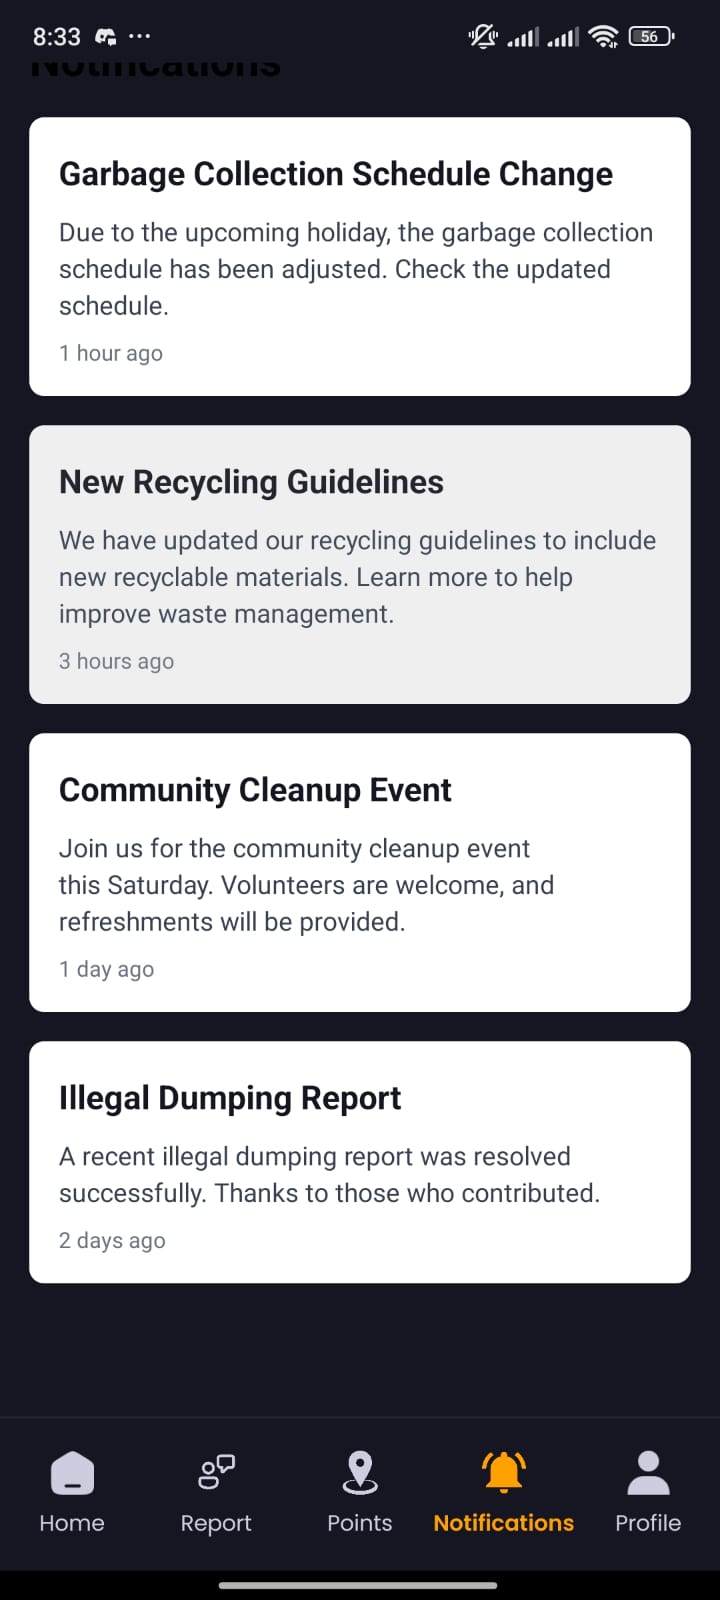 8:33
56
Notifications
Garbage Collection Schedule Change
Due to the upcoming holiday, the garbage collection
schedule has been adjusted. Check the updated
schedule.
1 hour ago
New Recycling Guidelines
We have updated our recycling guidelines to include
new recyclable materials. Learn more to help
improve waste management.
3 hours ago
Community Cleanup Event
Join us for the community cleanup event
this Saturday. Volunteers are welcome, and
refreshments will be provided.
1 day ago
Illegal Dumping Report
A recent illegal dumping report was resolved
successfully. Thanks to those who contributed.
2 days ago
Home
Report
Points
Notifications
Profile